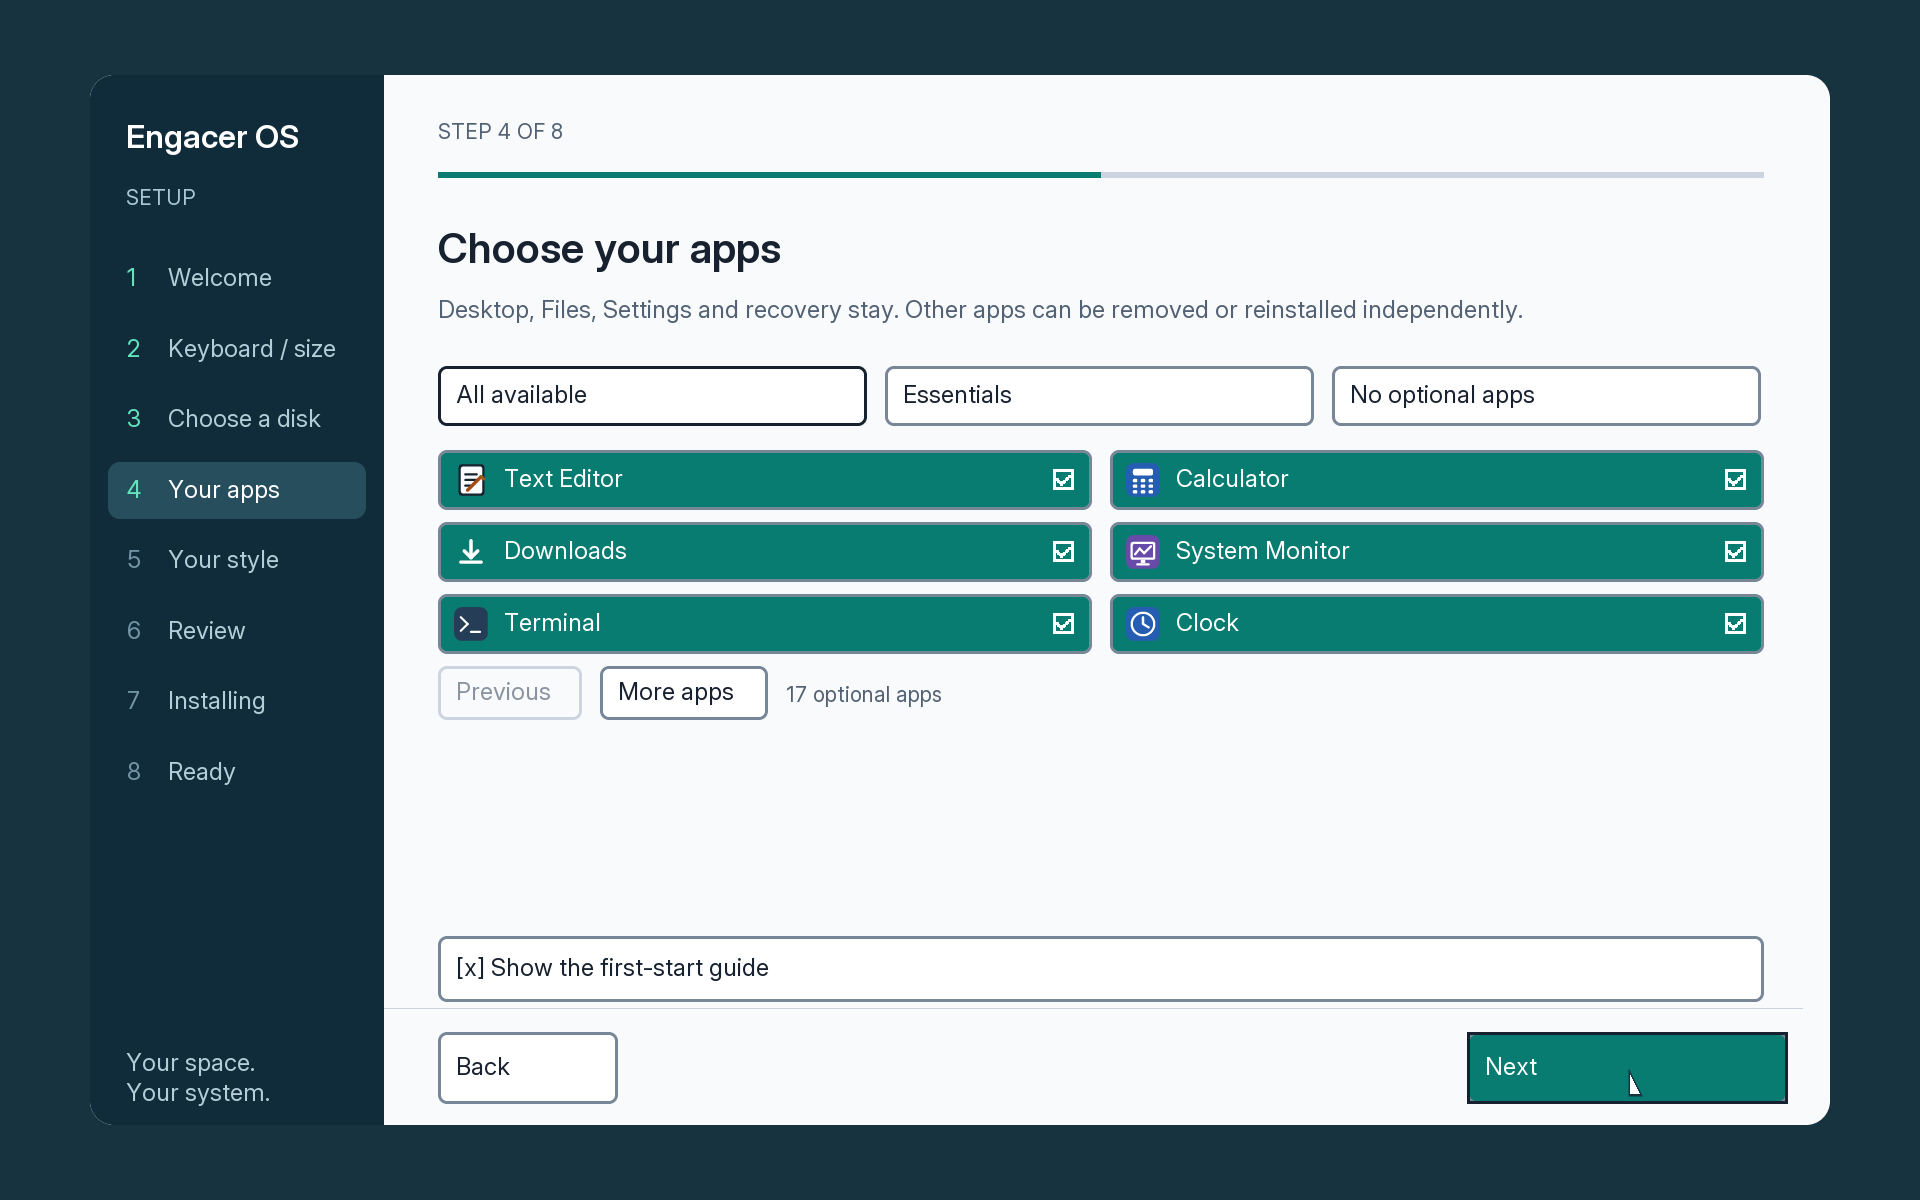 Engacer OS
SETUP
1 Welcome
2 Keyboard / size
3 Choose a disk
4 Your apps
5 Your style
6 Review
7 Installing
8 Ready
Your space.
Your system.
STEP 4 OF 8
Choose your apps
Desktop, Files, Settings and recovery stay. Other apps can be removed or reinstalled independently.
All available
Essentials
No optional apps
Text Editor
Calculator
Downloads
System Monitor
Terminal
Clock
Previous
More apps
17 optional apps
[x] Show the first-start guide
Back
Next